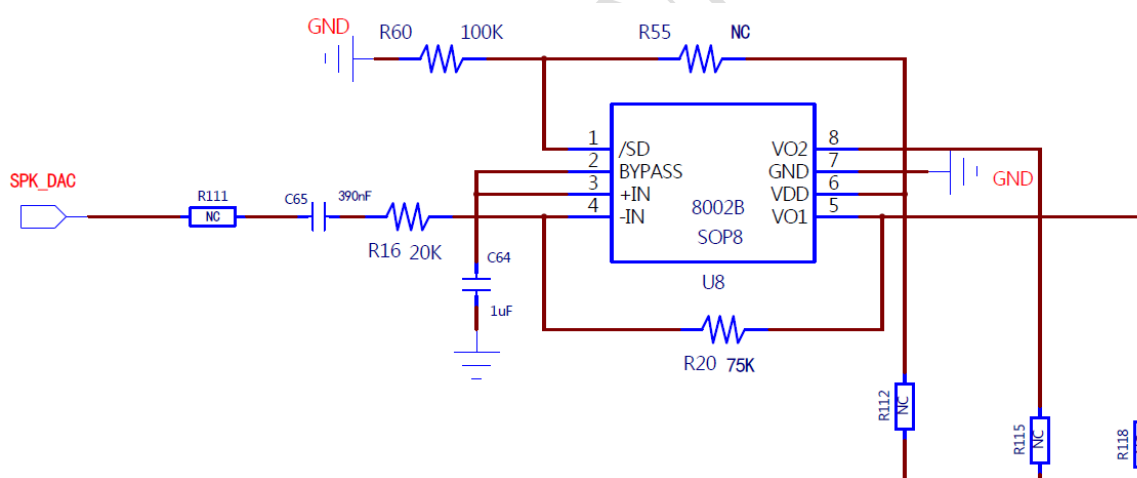 GND
R60 100K
R55 NC
1 /SD VO2 8
2 BYPASS GND 7
3 +IN VDD 6
4 -IN VO1 5
8002B
SOP8
U8
GND
SPK_DAC
R111
NC
C65 390nF
R16 20K
C64
1uF
R20 75K
R112
NC
R115
NC
R118